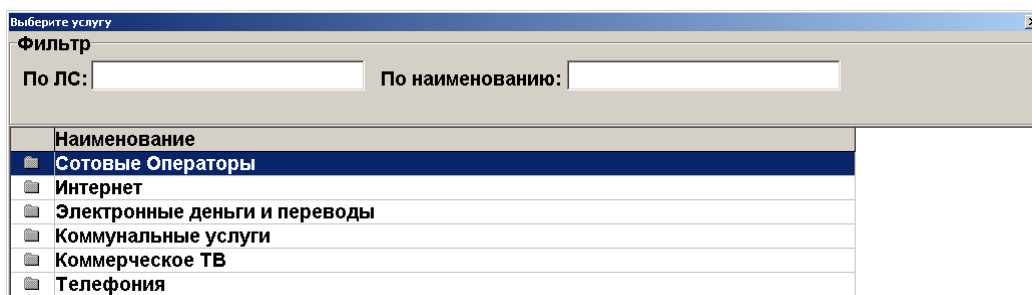 Выберите услугу
Фильтр
По ЛС: По наименованию:
Наименование
Сотовые Операторы
Интернет
Электронные деньги и переводы
Коммунальные услуги
Коммерческое ТВ
Телефония